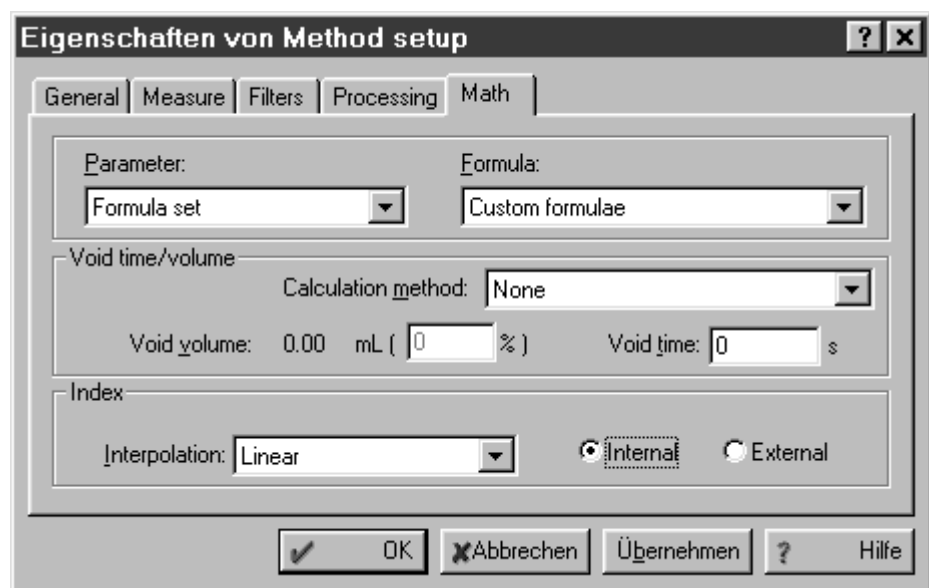 Eigenschaften von Method setup
General Measure Filters Processing Math
Parameter: Formula:
Formula set Custom formulae
Void time/volume
Calculation method: None
Void volume: 0.00 mL ( 0 % ) Void time: 0 s
Index
Interpolation: Linear Internal External
OK Abbrechen Übernehmen ? Hilfe